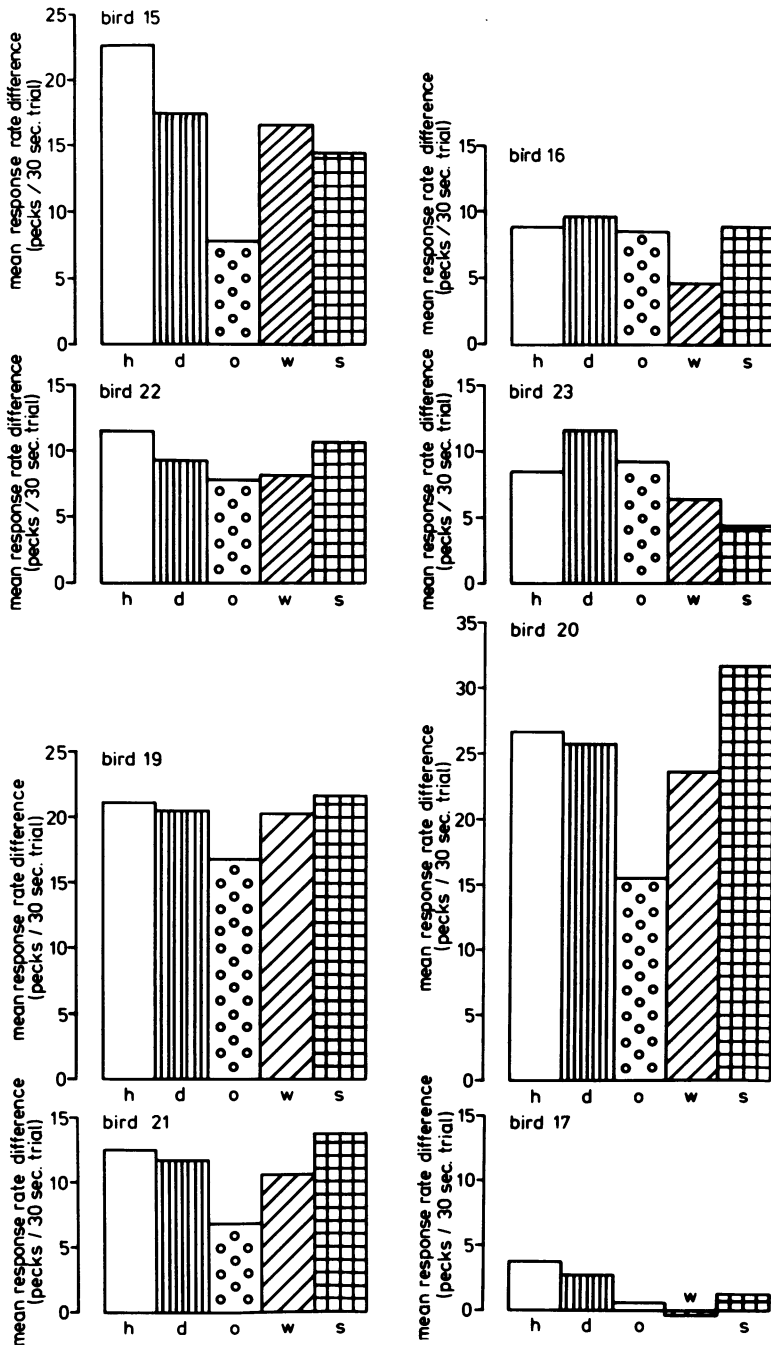 bird 15
mean response rate difference
(pecks / 30 sec. trial)
25
20
15
10
5
0
h d o w s
bird 16
mean response rate difference
(pecks / 30 sec. trial)
15
10
5
0
h d o w s
bird 22
mean response rate difference
(pecks / 30 sec. trial)
15
10
5
0
h d o w s
bird 23
mean response rate difference
(pecks / 30 sec. trial)
15
10
5
0
h d o w s
bird 19
mean response rate difference
(pecks / 30 sec. trial)
25
20
15
10
5
0
h d o w s
bird 20
mean response rate difference
(pecks / 30 sec. trial)
35
30
25
20
15
10
5
0
h d o w s
bird 21
mean response rate difference
(pecks / 30 sec. trial)
15
10
5
0
h d o w s
bird 17
mean response rate difference
(pecks / 30 sec. trial)
15
10
5
0
w
h d o s